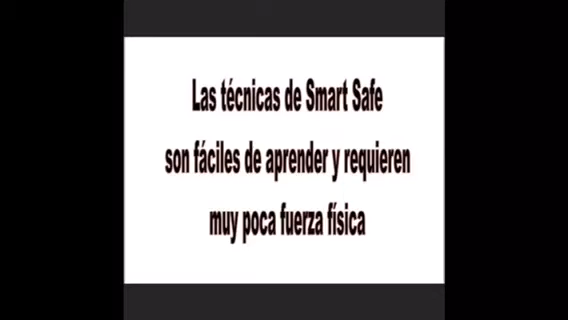 Las técnicas de Smart Safe
son fáciles de aprender y requieren
muy poca fuerza física